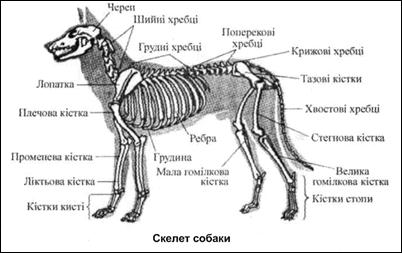 Череп
Шийні хребці
Грудні хребці
Поперекові
хребці
Крижові хребці
Тазові кістки
Лопатка
Плечова кістка
Хвостові хребці
Стегнова кістка
Ребра
Променева кістка
Грудина
Мала гомілкова
кістка
Ліктьова кістка
Велика
гомілкова кістка
Кістки кисті
Кістки стопи
Скелет собаки